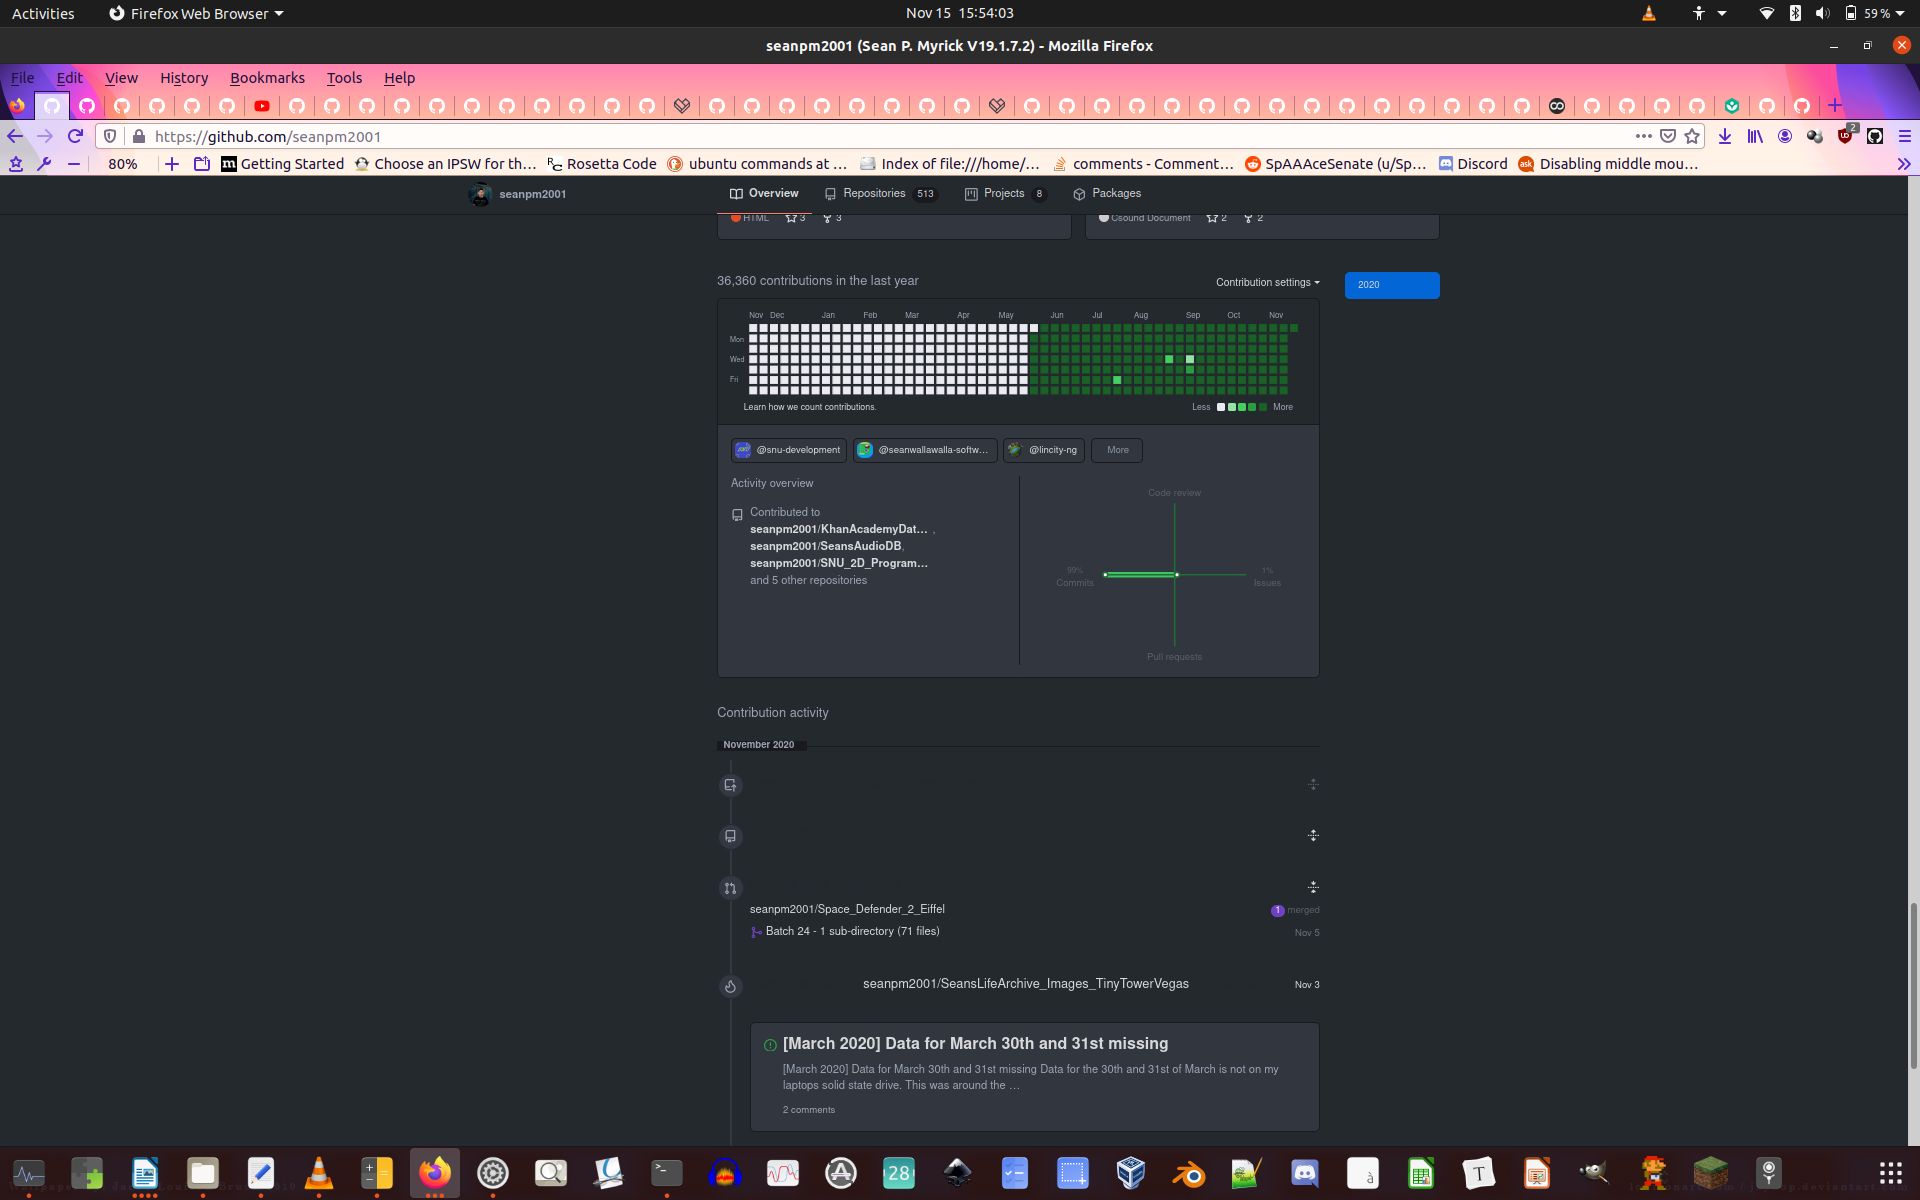 Activities Firefox Web Browser Nov 15 15:54:03 59 %
seanpm2001 (Sean P. Myrick V19.1.7.2) - Mozilla Firefox
File Edit View History Bookmarks Tools Help
https://github.com/seanpm2001 2
80% Getting Started Choose an IPSW for th… Rosetta Code ubuntu commands at … Index of file:///home/… comments - Comment… SpAAAceSenate (u/Sp… Discord Disabling middle mou…
seanpm2001 Overview Repositories 513 Projects 8 Packages
HTML 3 3 Csound Document 2 2
36,360 contributions in the last year Contribution settings 2020
Nov Dec Jan Feb Mar Apr May Jun Jul Aug Sep Oct Nov
Mon
Wed
Fri
Learn how we count contributions. Less More
@snu-development @seanwallawalla-softw… @lincity-ng More
Activity overview
Code review
Contributed to
seanpm2001/KhanAcademyDat… ,
seanpm2001/SeansAudioDB,
seanpm2001/SNU_2D_Program…
and 5 other repositories
99% Commits
1% Issues
Pull requests
Contribution activity
November 2020
seanpm2001/Space_Defender_2_Eiffel 1 merged
Batch 24 - 1 sub-directory (71 files) Nov 5
seanpm2001/SeansLifeArchive_Images_TinyTowerVegas Nov 3
[March 2020] Data for March 30th and 31st missing
[March 2020] Data for March 30th and 31st missing Data for the 30th and 31st of March is not on my
laptops solid state drive. This was around the …
2 comments
28